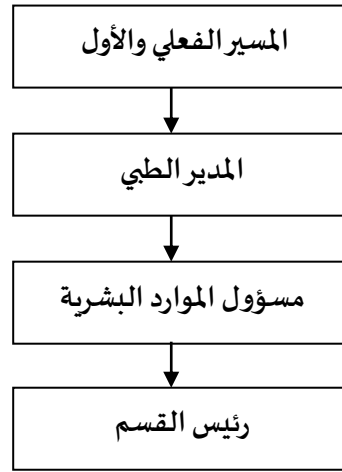 المسير الفعلي والأول
المدير الطبي
مسؤول الموارد البشرية
رئيس القسم